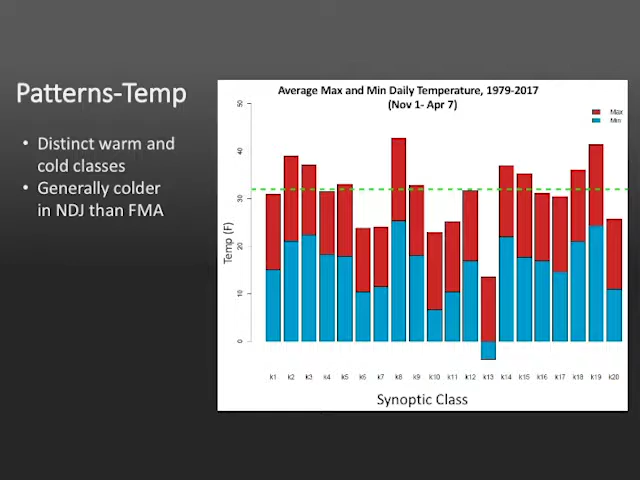 Patterns-Temp
• Distinct warm and
cold classes
• Generally colder
in NDJ than FMA
Average Max and Min Daily Temperature, 1979-2017
(Nov 1- Apr 7)
Max
Min
Temp (F)
50
40
30
20
10
0
k1 k2 k3 k4 k5 k6 k7 k8 k9 k10 k11 k12 k13 k14 k15 k16 k17 k18 k19 k20
Synoptic Class